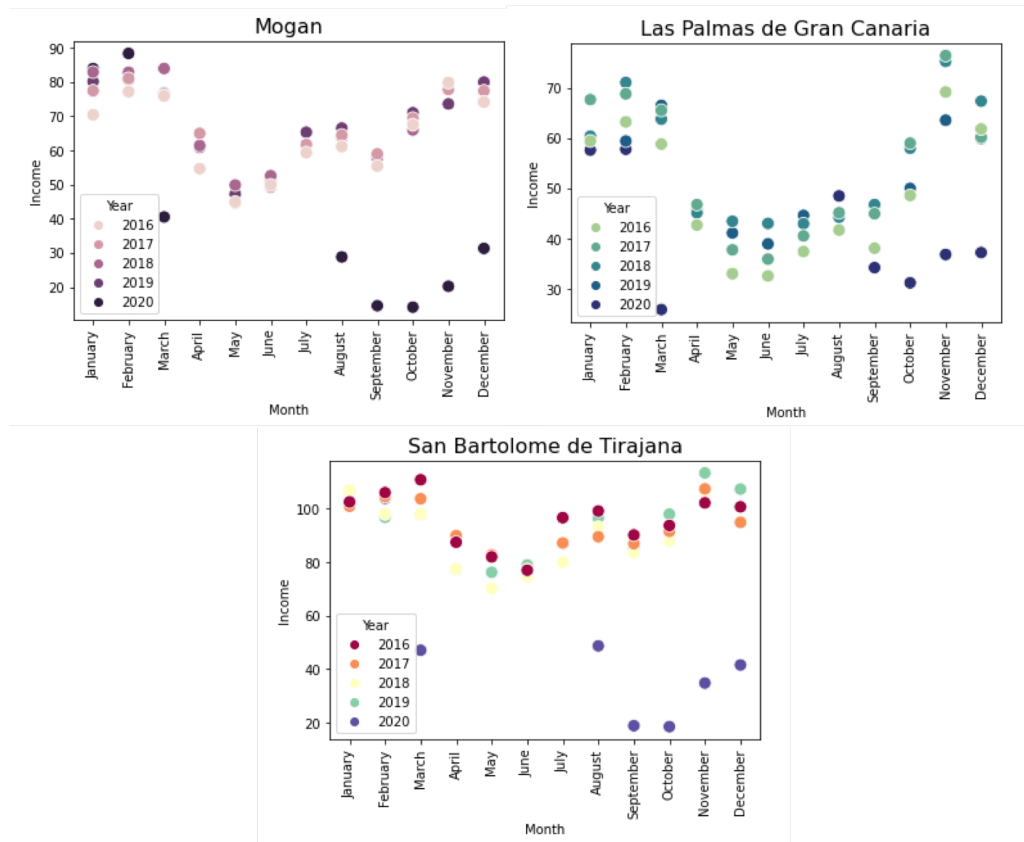 Mogan
Income
90
80
70
60
50
40
30
20
Year
2016
2017
2018
2019
2020
January
February
March
April
May
June
July
August
September
October
November
December
Month
Las Palmas de Gran Canaria
Income
70
60
50
40
30
Year
2016
2017
2018
2019
2020
January
February
March
April
May
June
July
August
September
October
November
December
Month
San Bartolome de Tirajana
Income
100
80
60
40
20
Year
2016
2017
2018
2019
2020
January
February
March
April
May
June
July
August
September
October
November
December
Month